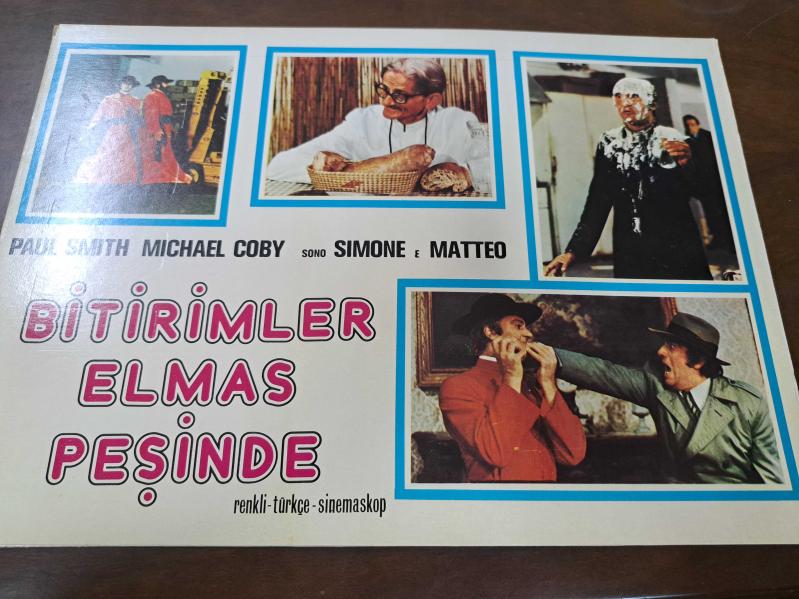 PAUL SMITH MICHAEL COBY SONO SIMONE E MATTEO
BİTİRİMLER
ELMAS
PEŞİNDE
renkli-türkçe-sinemaskop